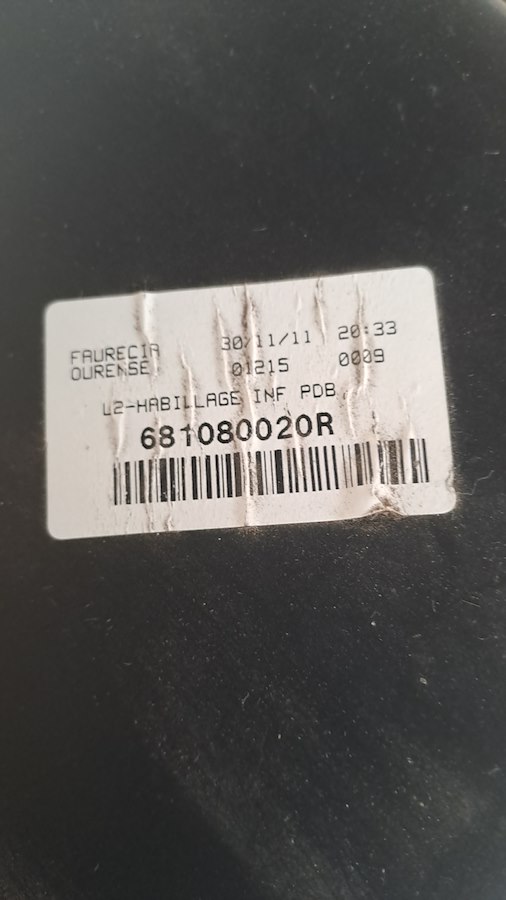 FAURECIA 30/11/11 20:33
OURENSE 01215 0009
L2-HABILLAGE INF PDB
681080020R